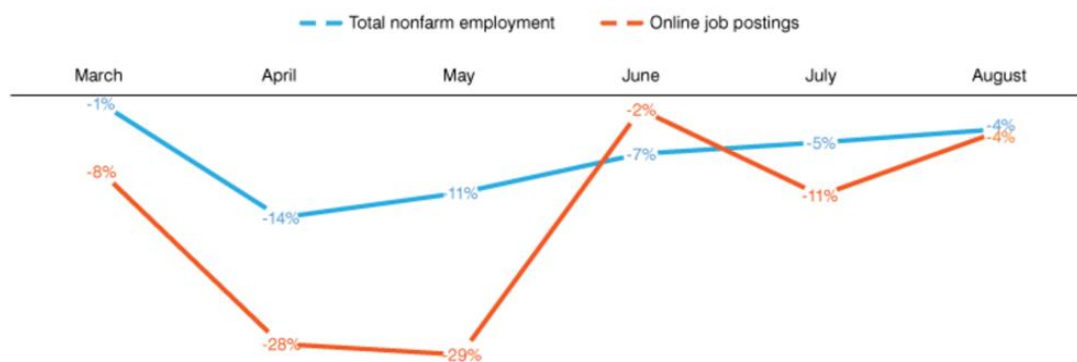 Total nonfarm employment Online job postings
March April May June July August
-1% -2% -4%
-8% -7% -5% -4%
-14% -11% -11%
-28% -29%